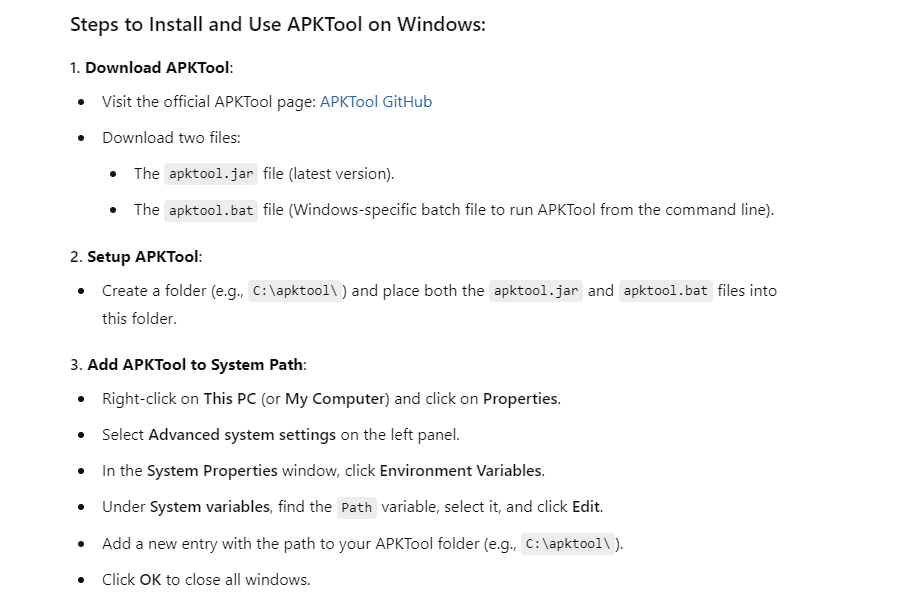 Steps to Install and Use APKTool on Windows:
1. Download APKTool:
• Visit the official APKTool page: APKTool GitHub
• Download two files:
• The apktool.jar file (latest version).
• The apktool.bat file (Windows-specific batch file to run APKTool from the command line).
2. Setup APKTool:
• Create a folder (e.g., C:\apktool\) and place both the apktool.jar and apktool.bat files into
this folder.
3. Add APKTool to System Path:
• Right-click on This PC (or My Computer) and click on Properties.
• Select Advanced system settings on the left panel.
• In the System Properties window, click Environment Variables.
• Under System variables, find the Path variable, select it, and click Edit.
• Add a new entry with the path to your APKTool folder (e.g., C:\apktool\).
• Click OK to close all windows.